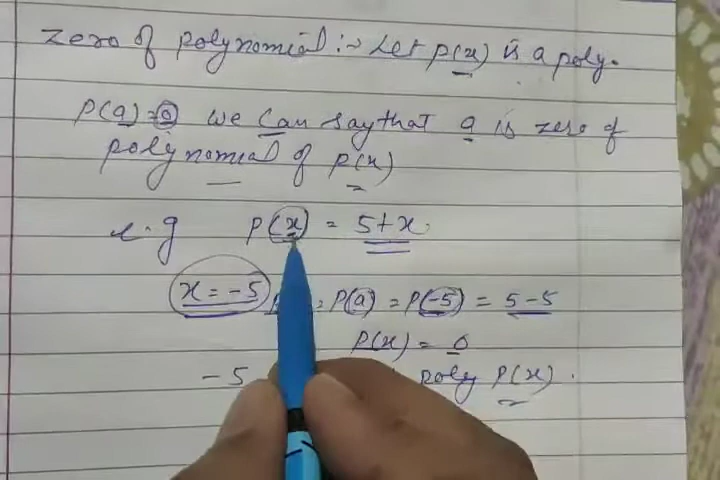 Zero of polynomial :- Let p(x) is a poly.
P(a) = 0 we can say that a is zero of
polynomial of p(x)
e.g P(x) = 5+x
x = -5 = P(a) = P(-5) = 5-5
P(x) = 0
-5 poly P(x).